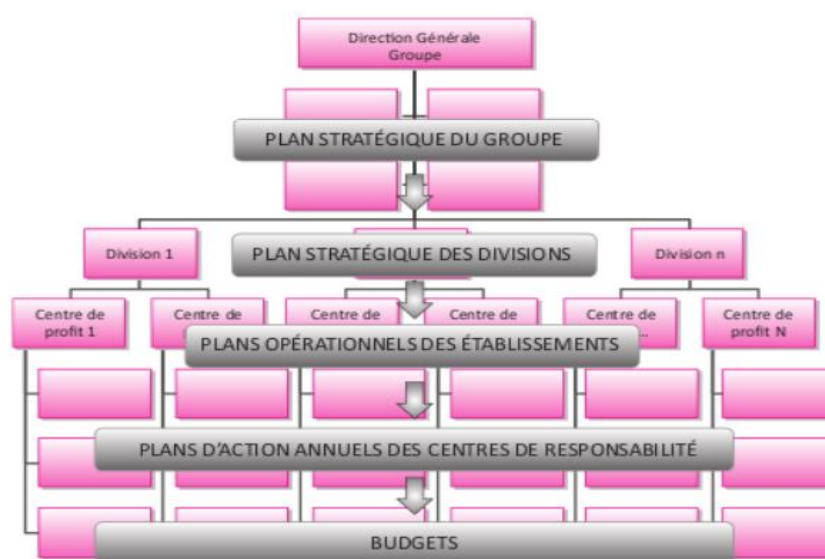 Direction Générale
Groupe
PLAN STRATÉGIQUE DU GROUPE
Division 1
PLAN STRATÉGIQUE DES DIVISIONS
Division n
Centre de
profit 1
Centre de
Centre de
Centre de
Centre de
...
Centre de
profit N
PLANS OPÉRATIONNELS DES ÉTABLISSEMENTS
PLANS D'ACTION ANNUELS DES CENTRES DE RESPONSABILITÉ
BUDGETS